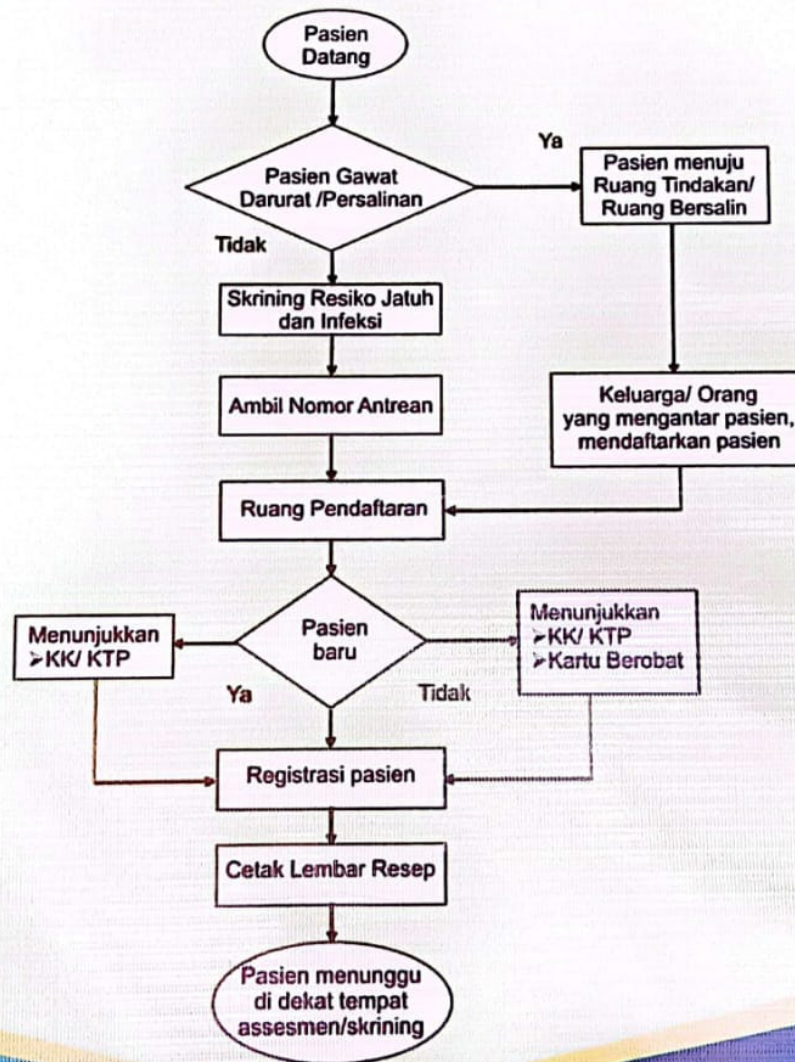 Pasien
Datang
Ya
Pasien Gawat
Darurat /Persalinan
Pasien menuju
Ruang Tindakan/
Ruang Bersalin
Tidak
Skrining Resiko Jatuh
dan Infeksi
Ambil Nomor Antrean
Keluarga/ Orang
yang mengantar pasien,
mendaftarkan pasien
Ruang Pendaftaran
Menunjukkan
➢KK/ KTP
Pasien
baru
Menunjukkan
➢KK/ KTP
➢Kartu Berobat
Ya
Tidak
Registrasi pasien
Cetak Lembar Resep
Pasien menunggu
di dekat tempat
assesmen/skrining